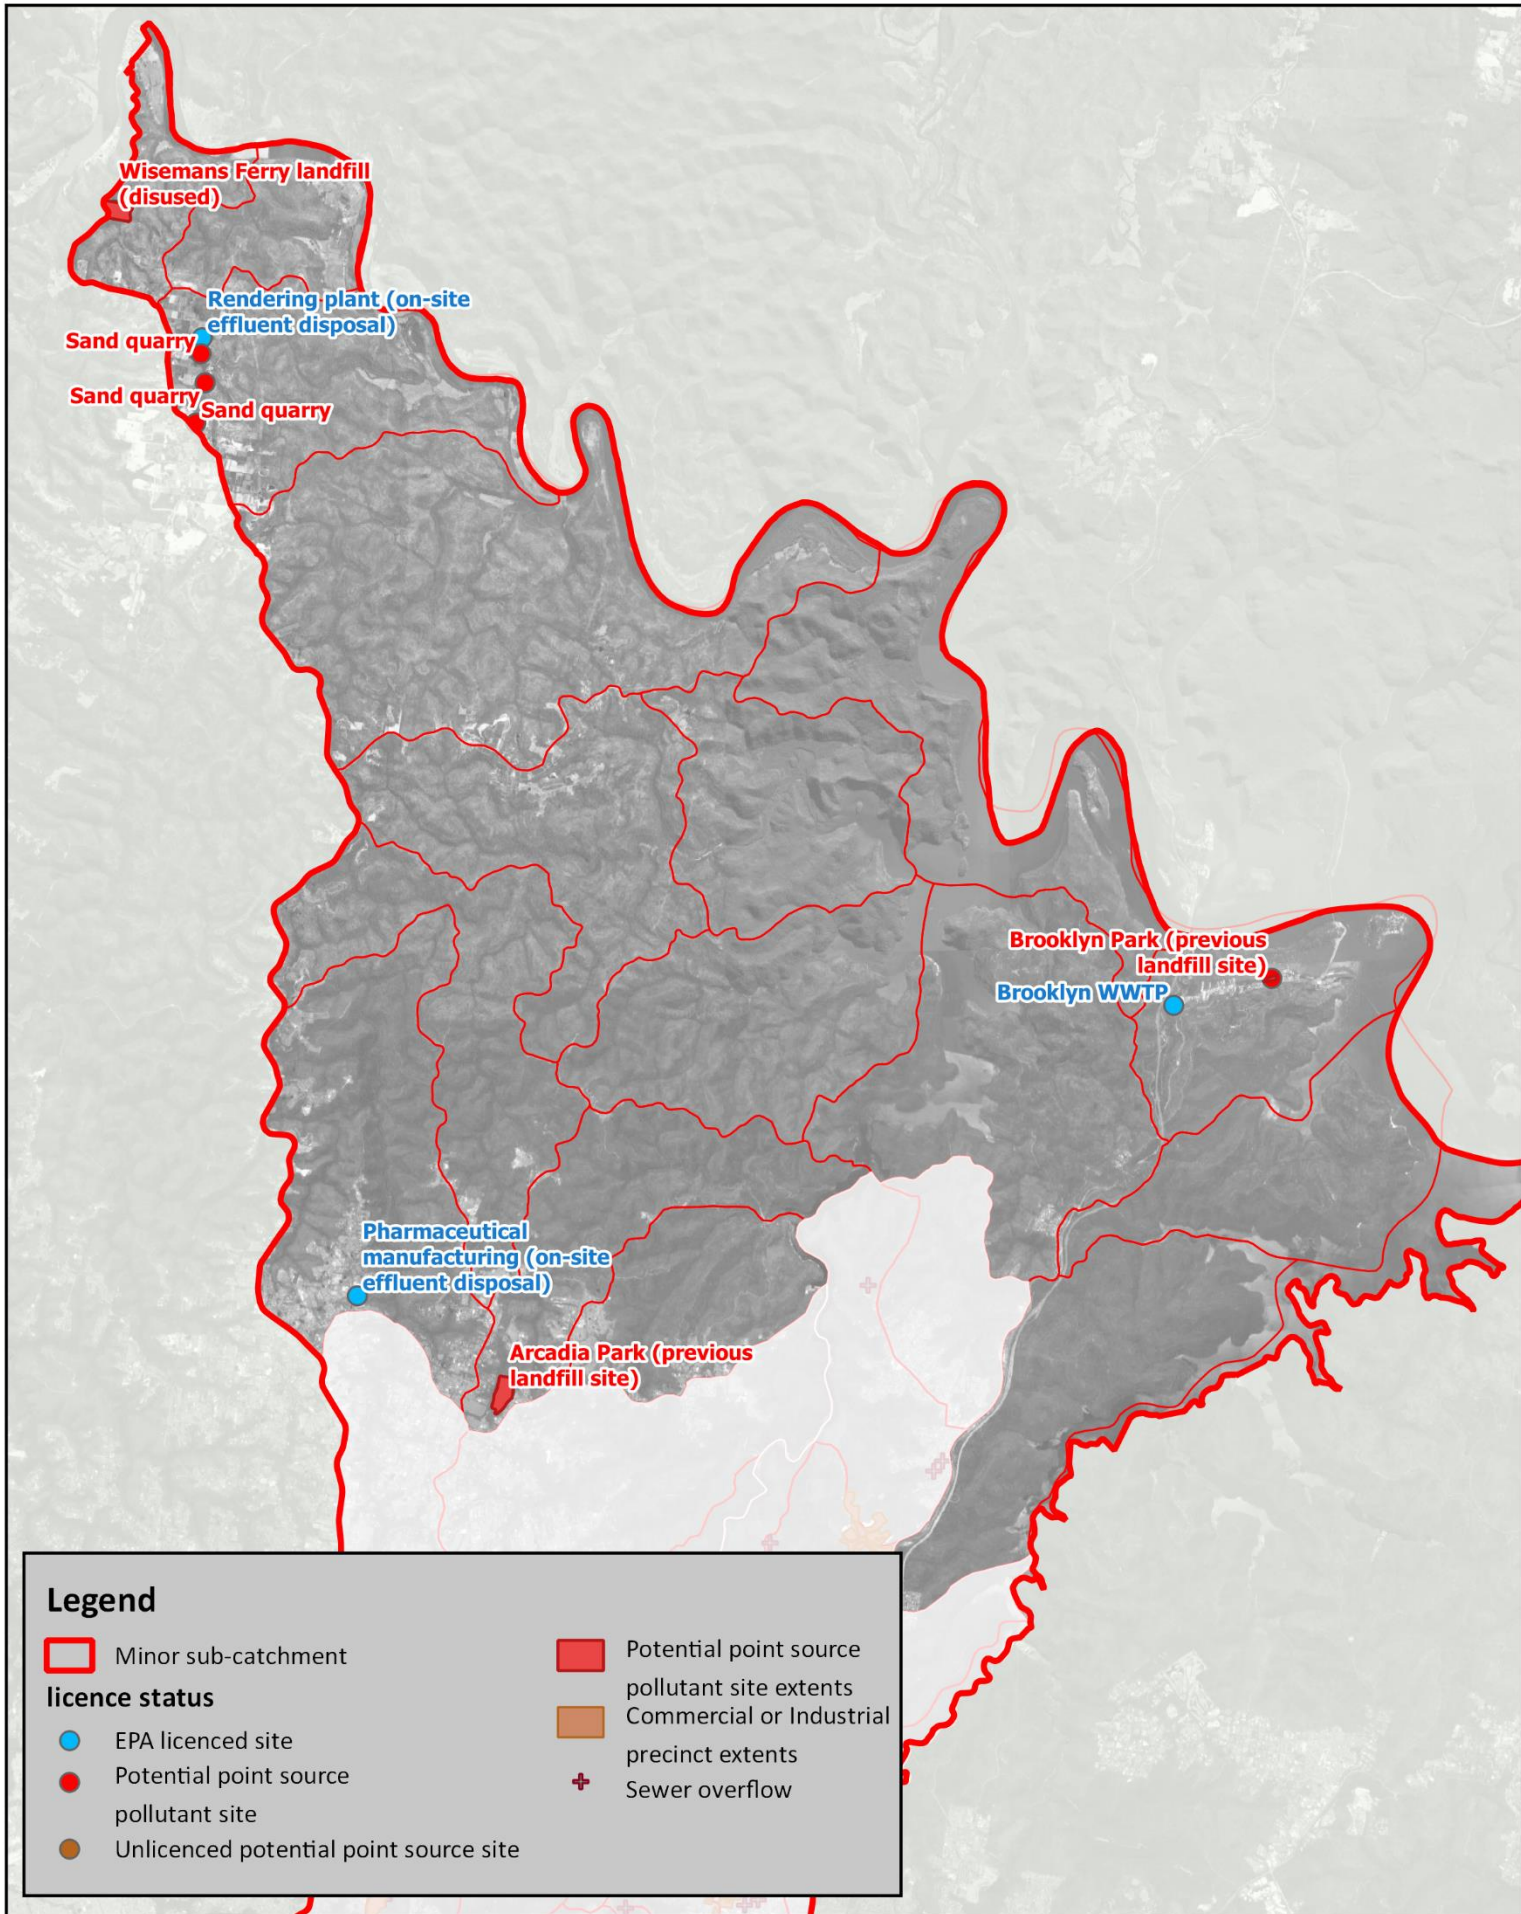 Wisemans Ferry landfill
(disused)
Rendering plant (on-site
effluent disposal)
Sand quarry
Sand quarry
Sand quarry
Brooklyn Park (previous
landfill site)
Brooklyn WWTP
Pharmaceutical
manufacturing (on-site
effluent disposal)
Arcadia Park (previous
landfill site)
Legend
Minor sub-catchment
licence status
EPA licenced site
Potential point source
pollutant site
Unlicenced potential point source site
Potential point source
pollutant site extents
Commercial or Industrial
precinct extents
Sewer overflow